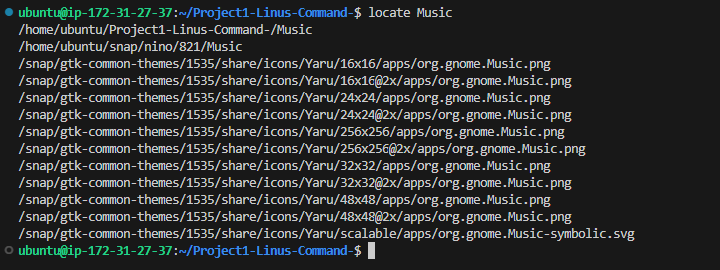 ubuntu@ip-172-31-27-37:~/Project1-Linus-Command-$ locate Music
/home/ubuntu/Project1-Linus-Command-/Music
/home/ubuntu/snap/nino/821/Music
/snap/gtk-common-themes/1535/share/icons/Yaru/16x16/apps/org.gnome.Music.png
/snap/gtk-common-themes/1535/share/icons/Yaru/16x16@2x/apps/org.gnome.Music.png
/snap/gtk-common-themes/1535/share/icons/Yaru/24x24/apps/org.gnome.Music.png
/snap/gtk-common-themes/1535/share/icons/Yaru/24x24@2x/apps/org.gnome.Music.png
/snap/gtk-common-themes/1535/share/icons/Yaru/256x256/apps/org.gnome.Music.png
/snap/gtk-common-themes/1535/share/icons/Yaru/256x256@2x/apps/org.gnome.Music.png
/snap/gtk-common-themes/1535/share/icons/Yaru/32x32/apps/org.gnome.Music.png
/snap/gtk-common-themes/1535/share/icons/Yaru/32x32@2x/apps/org.gnome.Music.png
/snap/gtk-common-themes/1535/share/icons/Yaru/48x48/apps/org.gnome.Music.png
/snap/gtk-common-themes/1535/share/icons/Yaru/48x48@2x/apps/org.gnome.Music.png
/snap/gtk-common-themes/1535/share/icons/Yaru/scalable/apps/org.gnome.Music-symbolic.svg
ubuntu@ip-172-31-27-37:~/Project1-Linus-Command-$